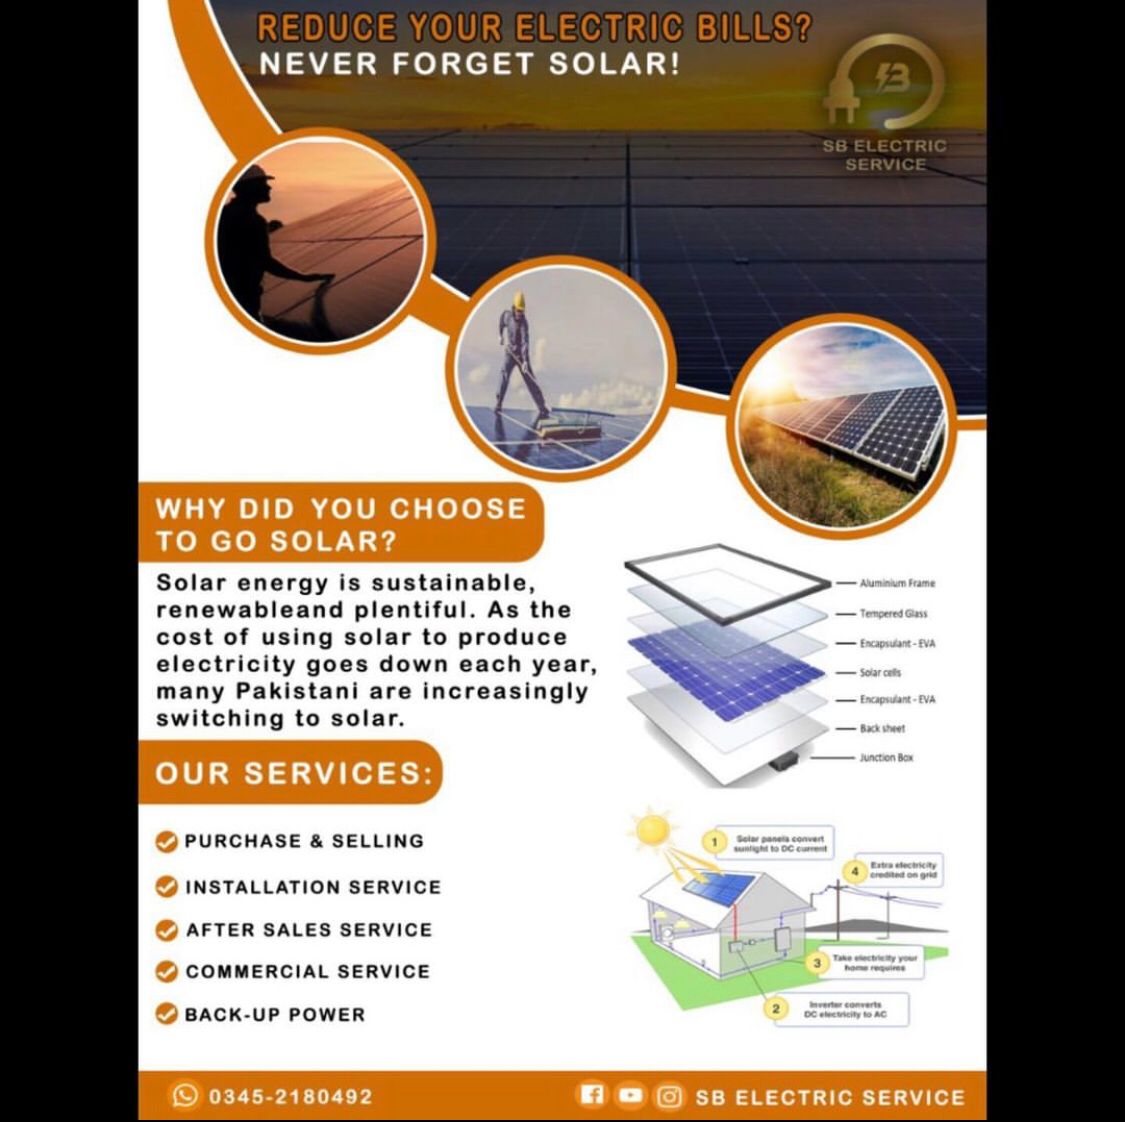 REDUCE YOUR ELECTRIC BILLS?
NEVER FORGET SOLAR!
SB
SB ELECTRIC
SERVICE
WHY DID YOU CHOOSE
TO GO SOLAR?
Solar energy is sustainable,
renewableand plentiful. As the
cost of using solar to produce
electricity goes down each year,
many Pakistani are increasingly
switching to solar.
Aluminium Frame
Tempered Glass
Encapsulant - EVA
Solar cells
Encapsulant - EVA
Back sheet
Junction Box
OUR SERVICES:
PURCHASE & SELLING
INSTALLATION SERVICE
AFTER SALES SERVICE
COMMERCIAL SERVICE
BACK-UP POWER
1 Solar panels convert
sunlight to DC current
4 Extra electricity
credited on grid
3 Take electricity your
home requires
2 Inverter converts
DC electricity to AC
0345-2180492
SB ELECTRIC SERVICE